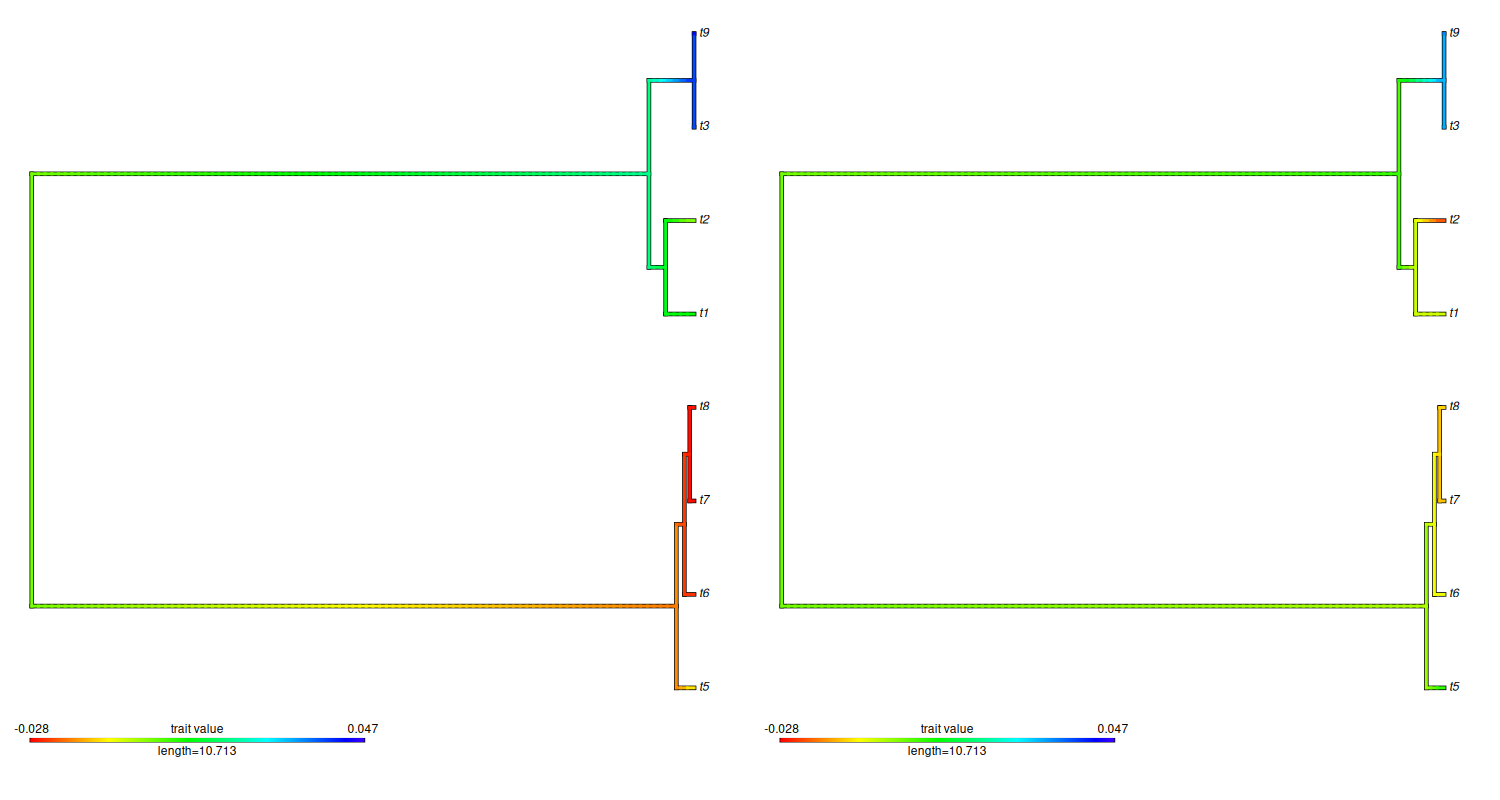 t9
t3
t2
t1
t8
t7
t6
t5
-0.028 trait value 0.047
length=10.713
t9
t3
t2
t1
t8
t7
t6
t5
-0.028 trait value 0.047
length=10.713